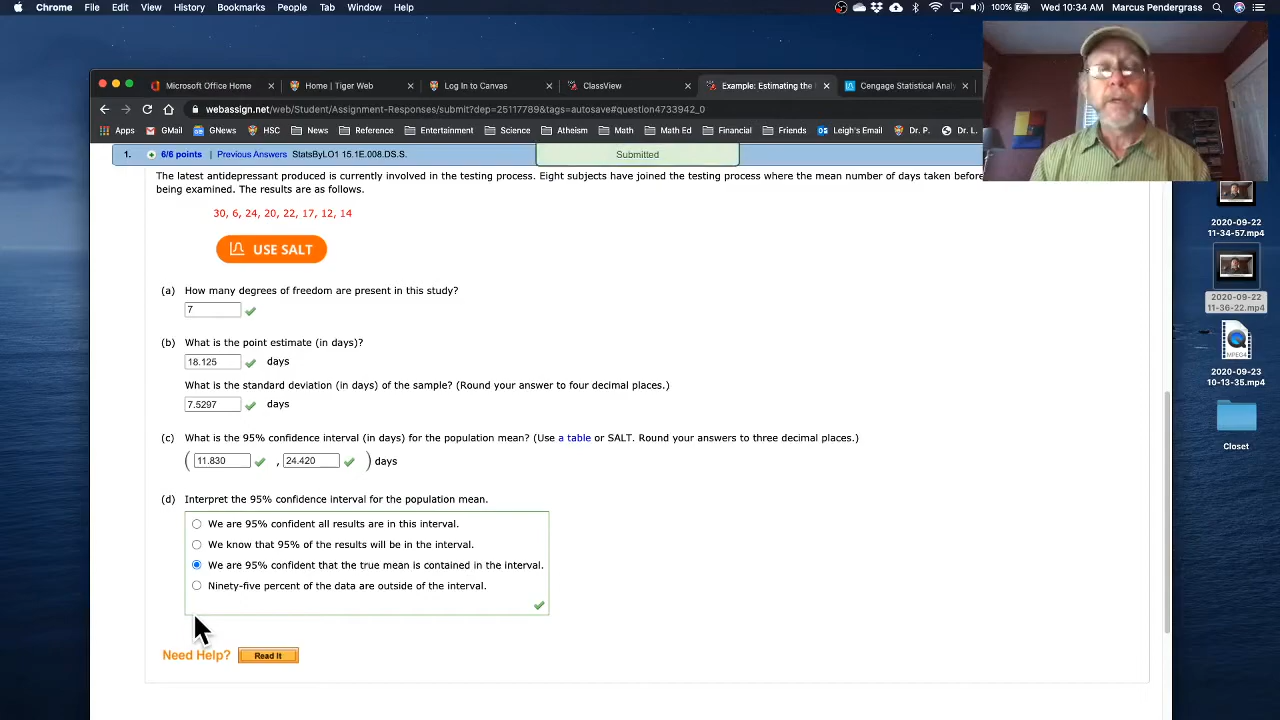 Chrome File Edit View History Bookmarks People Tab Window Help 100% Wed 10:34 AM Marcus Pendergrass
Microsoft Office Home × Home | Tiger Web × Log In to Canvas × ClassView × Example: Estimating the × Cengage Statistical Anal ×
webassign.net/web/Student/Assignment-Responses/submit?dep=25117789&tags=autosave#question4733942_0
Apps GMail GNews HSC News Reference Entertainment Science Atheism Math Math Ed Financial Friends Leigh's Email Dr. P. Dr. L.
1. 6/6 points | Previous Answers StatsByLO1 15.1E.008.DS.S. Submitted
The latest antidepressant produced is currently involved in the testing process. Eight subjects have joined the testing process where the mean number of days taken before
being examined. The results are as follows.
30, 6, 24, 20, 22, 17, 12, 14
USE SALT
(a) How many degrees of freedom are present in this study?
7
(b) What is the point estimate (in days)?
18.125 days
What is the standard deviation (in days) of the sample? (Round your answer to four decimal places.)
7.5297 days
(c) What is the 95% confidence interval (in days) for the population mean? (Use a table or SALT. Round your answers to three decimal places.)
( 11.830 , 24.420 ) days
(d) Interpret the 95% confidence interval for the population mean.
We are 95% confident all results are in this interval.
We know that 95% of the results will be in the interval.
We are 95% confident that the true mean is contained in the interval.
Ninety-five percent of the data are outside of the interval.
Need Help? Read It
2020-09-22
11-34-57.mp4
2020-09-22
11-36-22.mp4
MPEG4
2020-09-23
10-13-35.mp4
Closet